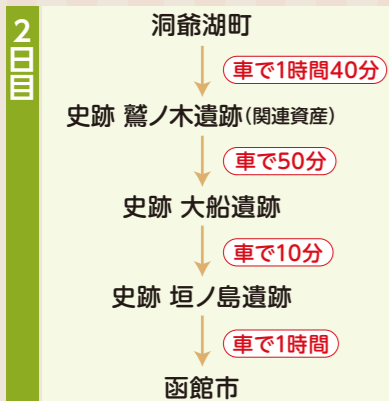 2日目
洞爺湖町
車で1時間40分
史跡 鷲ノ木遺跡(関連資産)
車で50分
史跡 大船遺跡
車で10分
史跡 垣ノ島遺跡
車で1時間
函館市